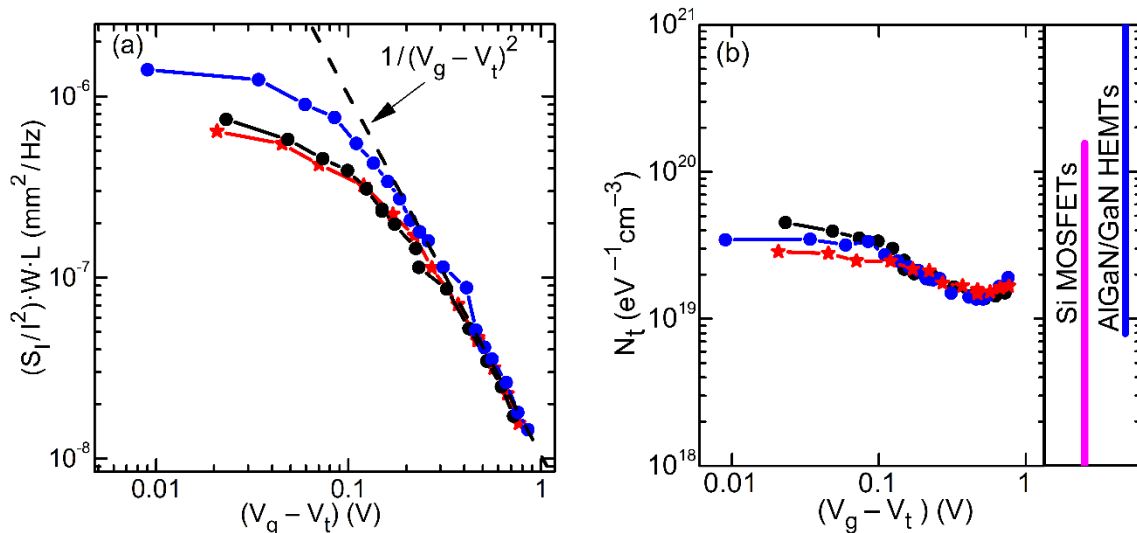 (a)
1/(V_g – V_t)^2
10^-6
10^-7
10^-8
(S_I/I^2)·W·L (mm^2/Hz)
0.01 0.1 1
(V_g – V_t) (V)
(b)
10^21
10^20
10^19
10^18
N_t (eV^-1cm^-3)
0.01 0.1 1
(V_g – V_t) (V)
Si MOSFETs
AlGaN/GaN HEMTs